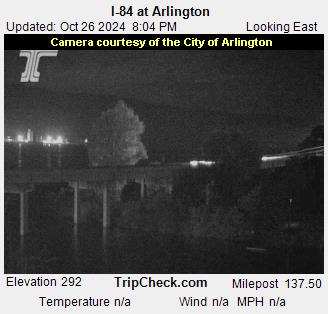 I-84 at Arlington
Updated: Oct 26 2024 8:04 PM Looking East
Camera courtesy of the City of Arlington
Elevation 292 TripCheck.com Milepost 137.50
Temperature n/a Wind n/a MPH n/a